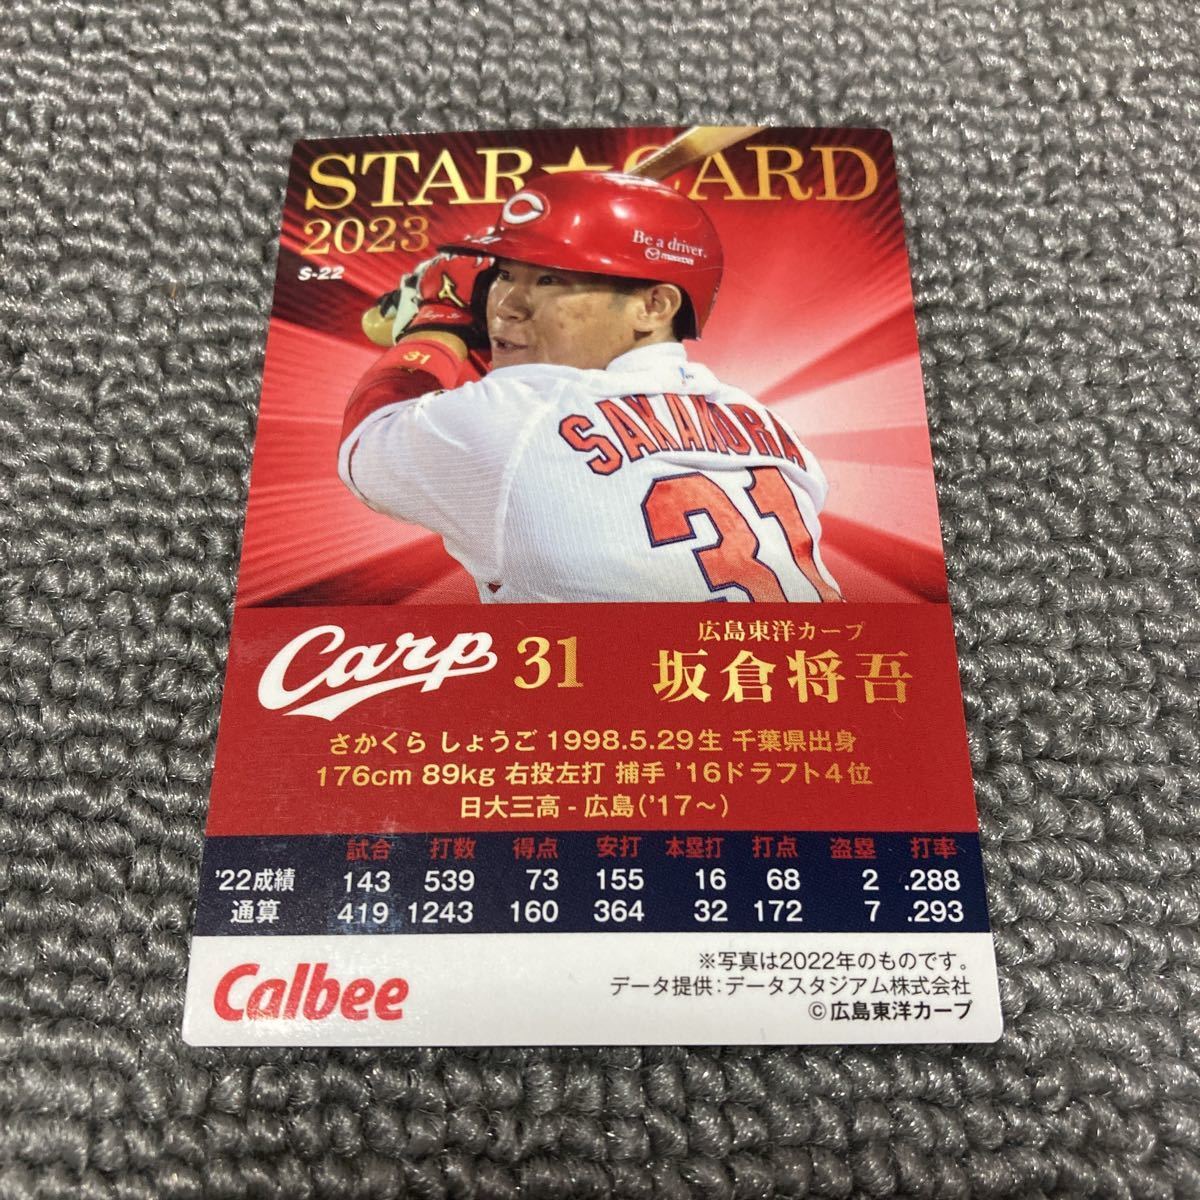 STAR★CARD
2023
S-22
Be a driver.
mazda
31
SAKAKURA
31
Carp 31
広島東洋カープ
坂倉将吾
さかくら しょうご 1998.5.29生 千葉県出身
176cm 89kg 右投左打 捕手 '16ドラフト4位
日大三高 - 広島('17～)
試合 打数 得点 安打 本塁打 打点 盗塁 打率
'22成績 143 539 73 155 16 68 2 .288
通算 419 1243 160 364 32 172 7 .293
Calbee
※写真は2022年のものです。
データ提供:データスタジアム株式会社
©広島東洋カープ